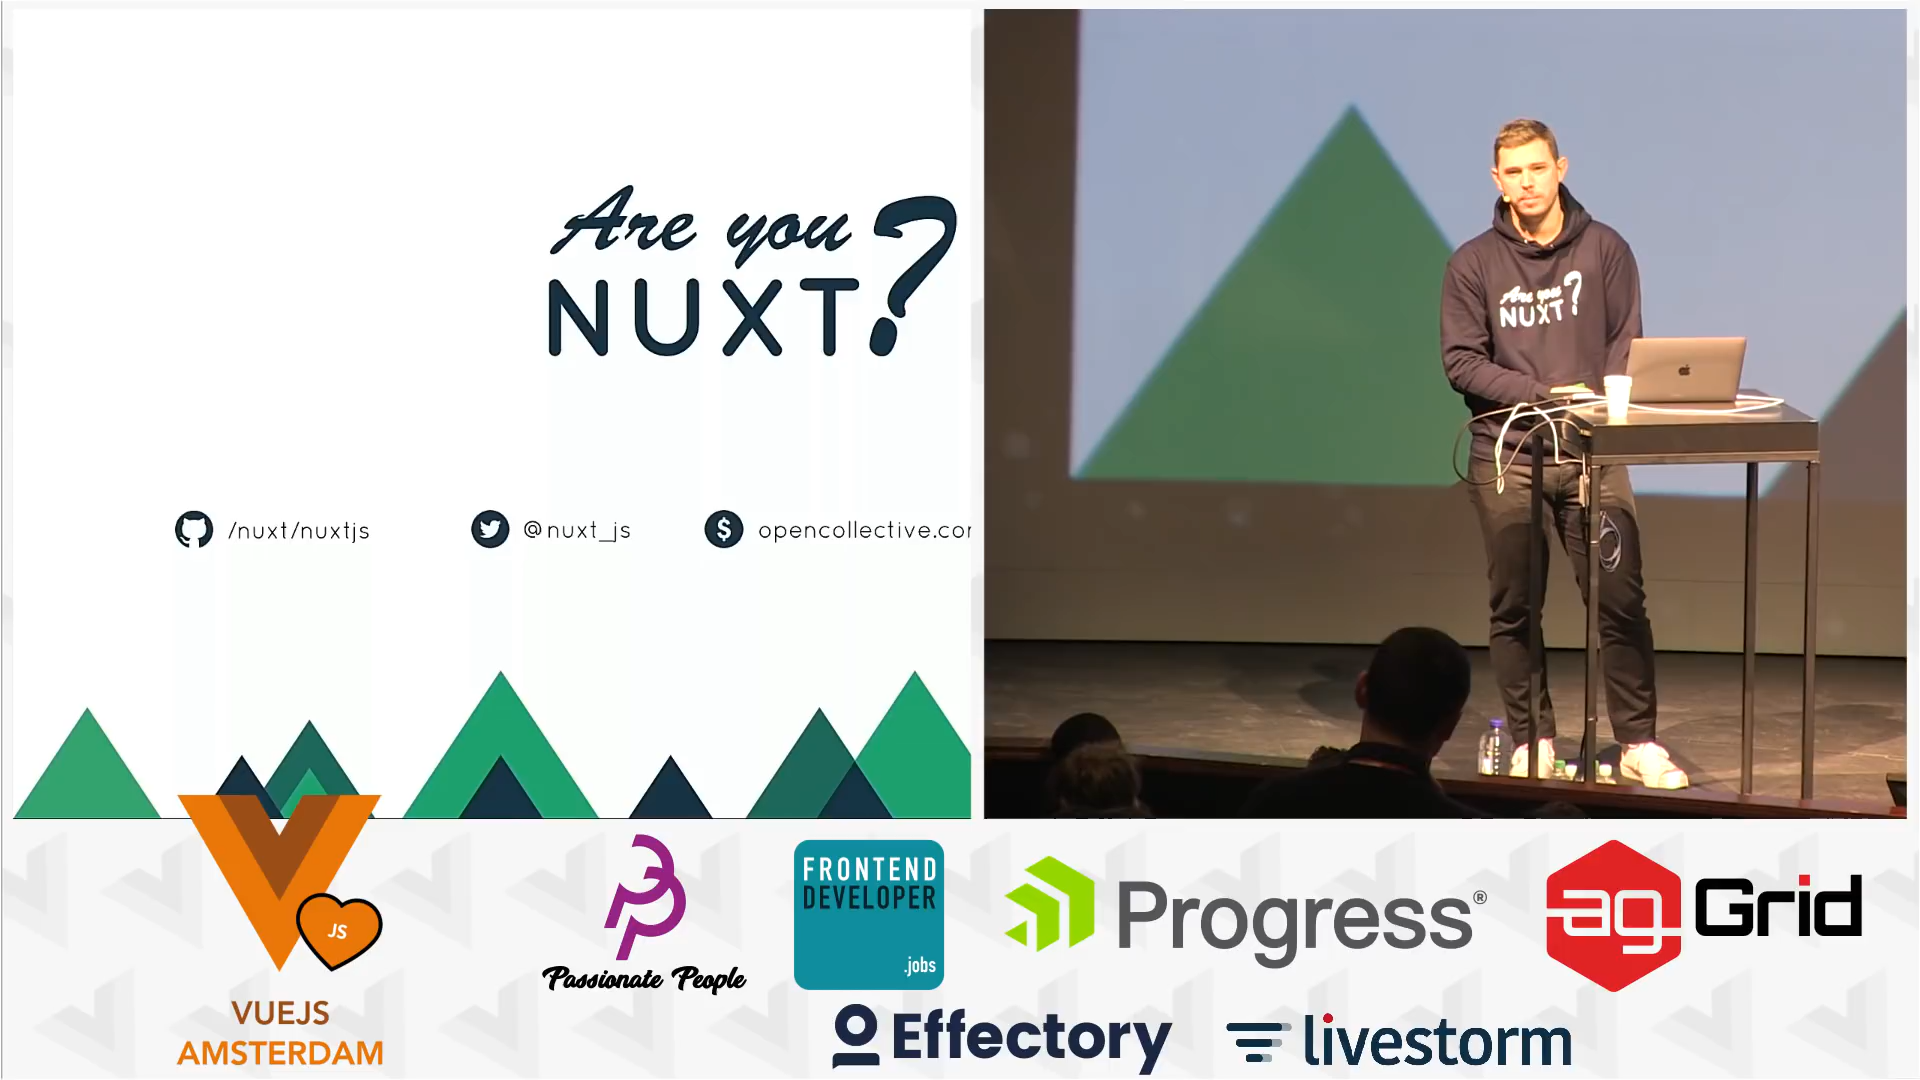 Are you
NUXT?
/nuxt/nuxtjs
@nuxt_js
opencollective.cor
Are you
NUXT?
JS
VUEJS
AMSTERDAM
Passionate People
FRONTEND
DEVELOPER
.jobs
Progress®
ag Grid
Effectory
livestorm